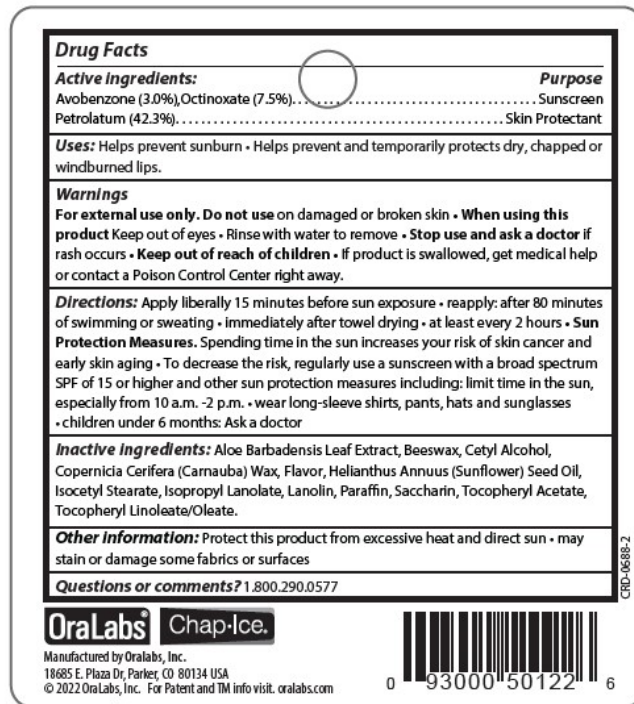 Drug Facts
Active ingredients: Purpose
Avobenzone (3.0%),Octinoxate (7.5%)........................................Sunscreen
Petrolatum (42.3%)......................................................Skin Protectant
Uses: Helps prevent sunburn • Helps prevent and temporarily protects dry, chapped or
windburned lips.
Warnings
For external use only. Do not use on damaged or broken skin • When using this
product Keep out of eyes • Rinse with water to remove • Stop use and ask a doctor if
rash occurs • Keep out of reach of children • If product is swallowed, get medical help
or contact a Poison Control Center right away.
Directions: Apply liberally 15 minutes before sun exposure • reapply: after 80 minutes
of swimming or sweating • immediately after towel drying • at least every 2 hours • Sun
Protection Measures. Spending time in the sun increases your risk of skin cancer and
early skin aging • To decrease the risk, regularly use a sunscreen with a broad spectrum
SPF of 15 or higher and other sun protection measures including: limit time in the sun,
especially from 10 a.m. -2 p.m. • wear long-sleeve shirts, pants, hats and sunglasses
• children under 6 months: Ask a doctor
Inactive ingredients: Aloe Barbadensis Leaf Extract, Beeswax, Cetyl Alcohol,
Copernicia Cerifera (Carnauba) Wax, Flavor, Helianthus Annuus (Sunflower) Seed Oil,
Isocetyl Stearate, Isopropyl Lanolate, Lanolin, Paraffin, Saccharin, Tocopheryl Acetate,
Tocopheryl Linoleate/Oleate.
Other information: Protect this product from excessive heat and direct sun • may
stain or damage some fabrics or surfaces
Questions or comments? 1.800.290.0577
CRD-0688-2
OraLabs® Chap•Ice®
Manufactured by Oralabs, Inc.
18685 E. Plaza Dr, Parker, CO 80134 USA
© 2022 OraLabs, Inc. For Patent and TM info visit. oralabs.com
0 93000 50122 6